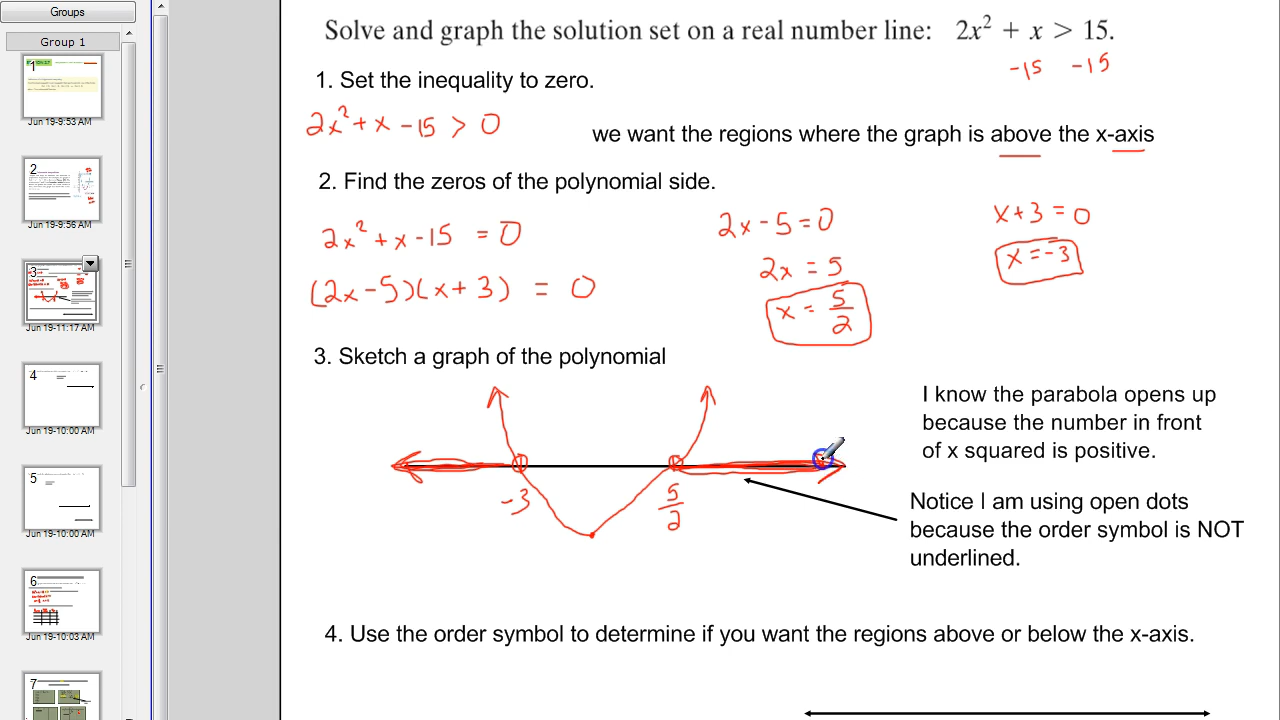 Groups
Group 1
1
Jun 19-9:53 AM
2
Jun 19-9:56 AM
3
Jun 19-11:17 AM
4
Jun 19-10:00 AM
5
Jun 19-10:00 AM
6
Jun 19-10:03 AM
7
Solve and graph the solution set on a real number line: 2x² + x > 15.
-15 -15
1. Set the inequality to zero.
2x² + x - 15 > 0
we want the regions where the graph is above the x-axis
2. Find the zeros of the polynomial side.
2x² + x - 15 = 0
(2x - 5)(x + 3) = 0
2x - 5 = 0
2x = 5
x = 5/2
x + 3 = 0
x = -3
3. Sketch a graph of the polynomial
-3
5/2
I know the parabola opens up
because the number in front
of x squared is positive.
Notice I am using open dots
because the order symbol is NOT
underlined.
4. Use the order symbol to determine if you want the regions above or below the x-axis.